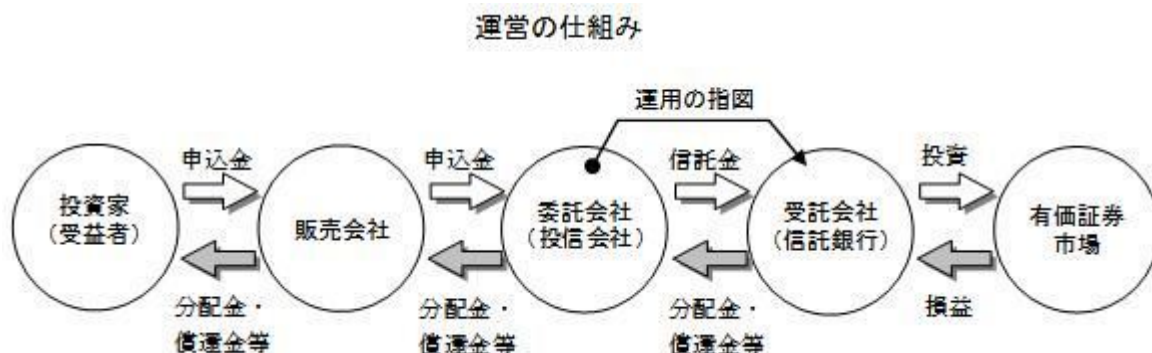 運営の仕組み
運用の指図
申込金
申込金
信託金
投資
投資家
(受益者)
販売会社
委託会社
(投信会社)
受託会社
(信託銀行)
有価証券
市場
分配金・
償還金等
分配金・
償還金等
分配金・
償還金等
損益